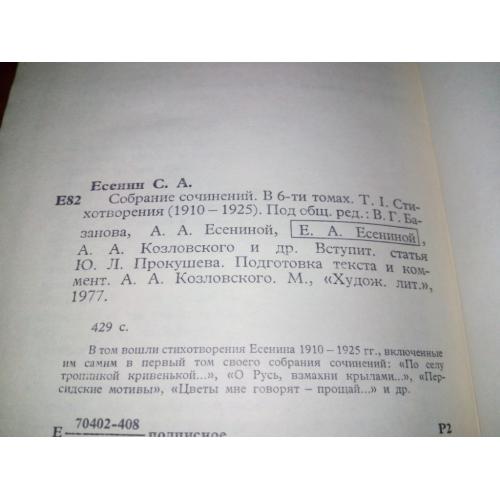 Есенин С. А.
Е82 Собрание сочинений. В 6-ти томах. Т. I. Сти-
хотворения (1910 – 1925). Под общ. ред.: В. Г. Ба-
занова, А. А. Есениной, Е. А. Есениной,
А. А. Козловского и др. Вступит. статья
Ю. Л. Прокушева. Подготовка текста и ком-
мент. А. А. Козловского. М., «Худож. лит.»,
1977.
429 с.
В том вошли стихотворения Есенина 1910 – 1925 гг., включенные
им самим в первый том своего собрания сочинений: «По селу
тропинкой кривенькой...», «О Русь, взмахни крылами...», «Пер-
сидские мотивы», «Цветы мне говорят – прощай...» и др.
70402-408
Е — подписное Р2